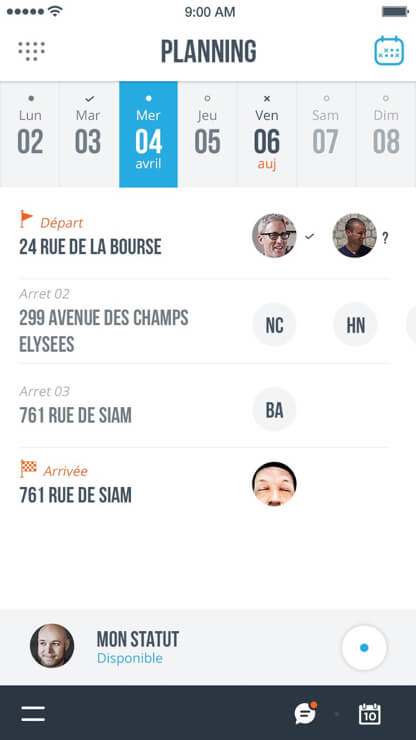 9:00 AM
PLANNING
Lun Mar Mer Jeu Ven Sam Dim
02 03 04 05 06 07 08
avril auj
Départ
24 RUE DE LA BOURSE
?
Arret 02
299 AVENUE DES CHAMPS
ELYSEES
NC HN
Arret 03
761 RUE DE SIAM
BA
Arrivée
761 RUE DE SIAM
MON STATUT
Disponible
10